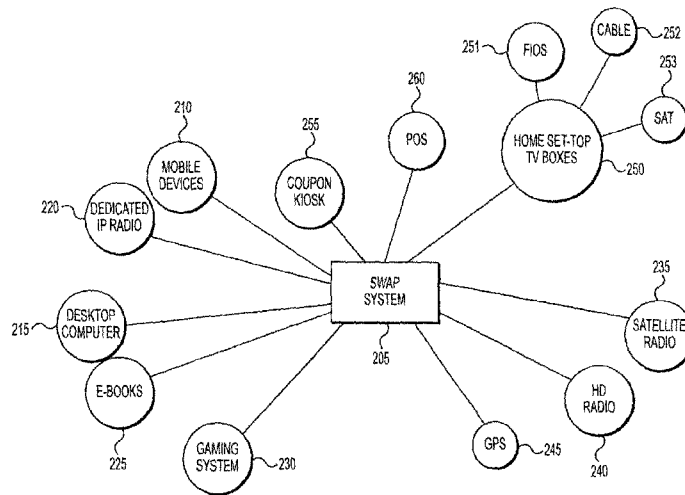 252
CABLE
251
FIOS
253
SAT
260
POS
HOME SET-TOP
TV BOXES
250
210
MOBILE
DEVICES
255
COUPON
KIOSK
220
DEDICATED
IP RADIO
SWAP
SYSTEM
205
235
SATELLITE
RADIO
DESKTOP
COMPUTER
215
E-BOOKS
225
HD
RADIO
240
GAMING
SYSTEM
230
GPS
245